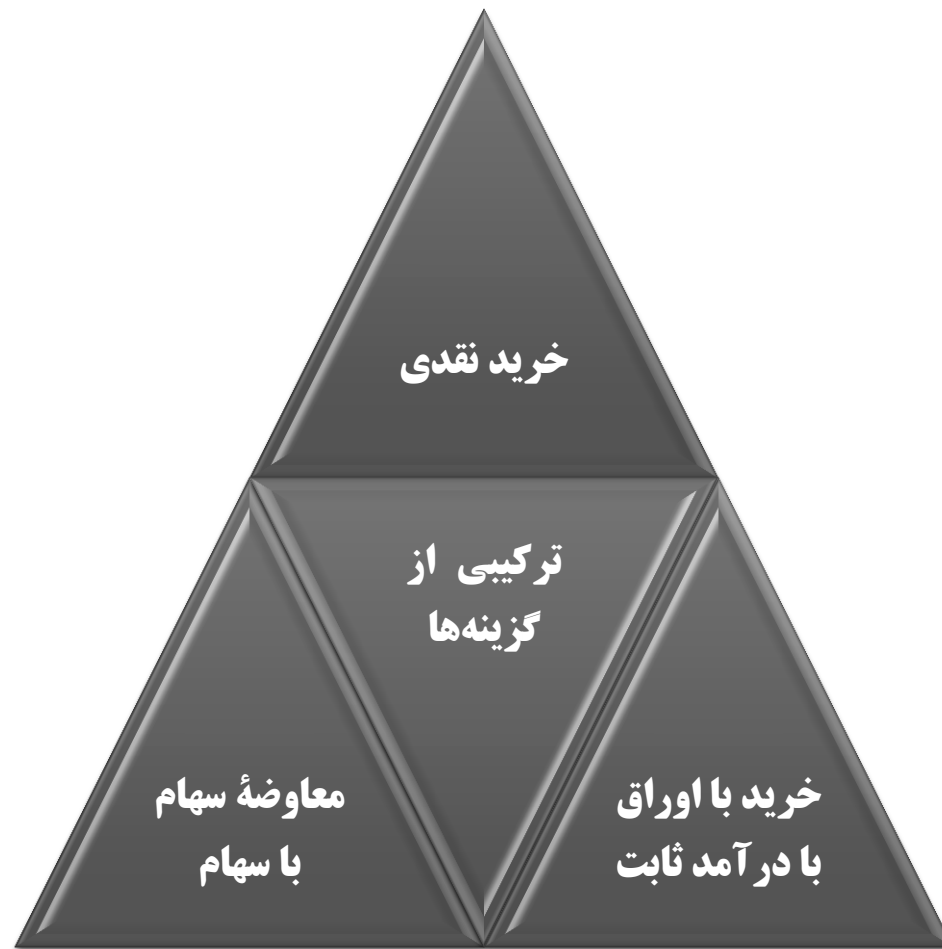 خرید نقدی
ترکیبی از
گزینه‌ها
خرید با اوراق
با درآمد ثابت
معاوضهٔ سهام
با سهام